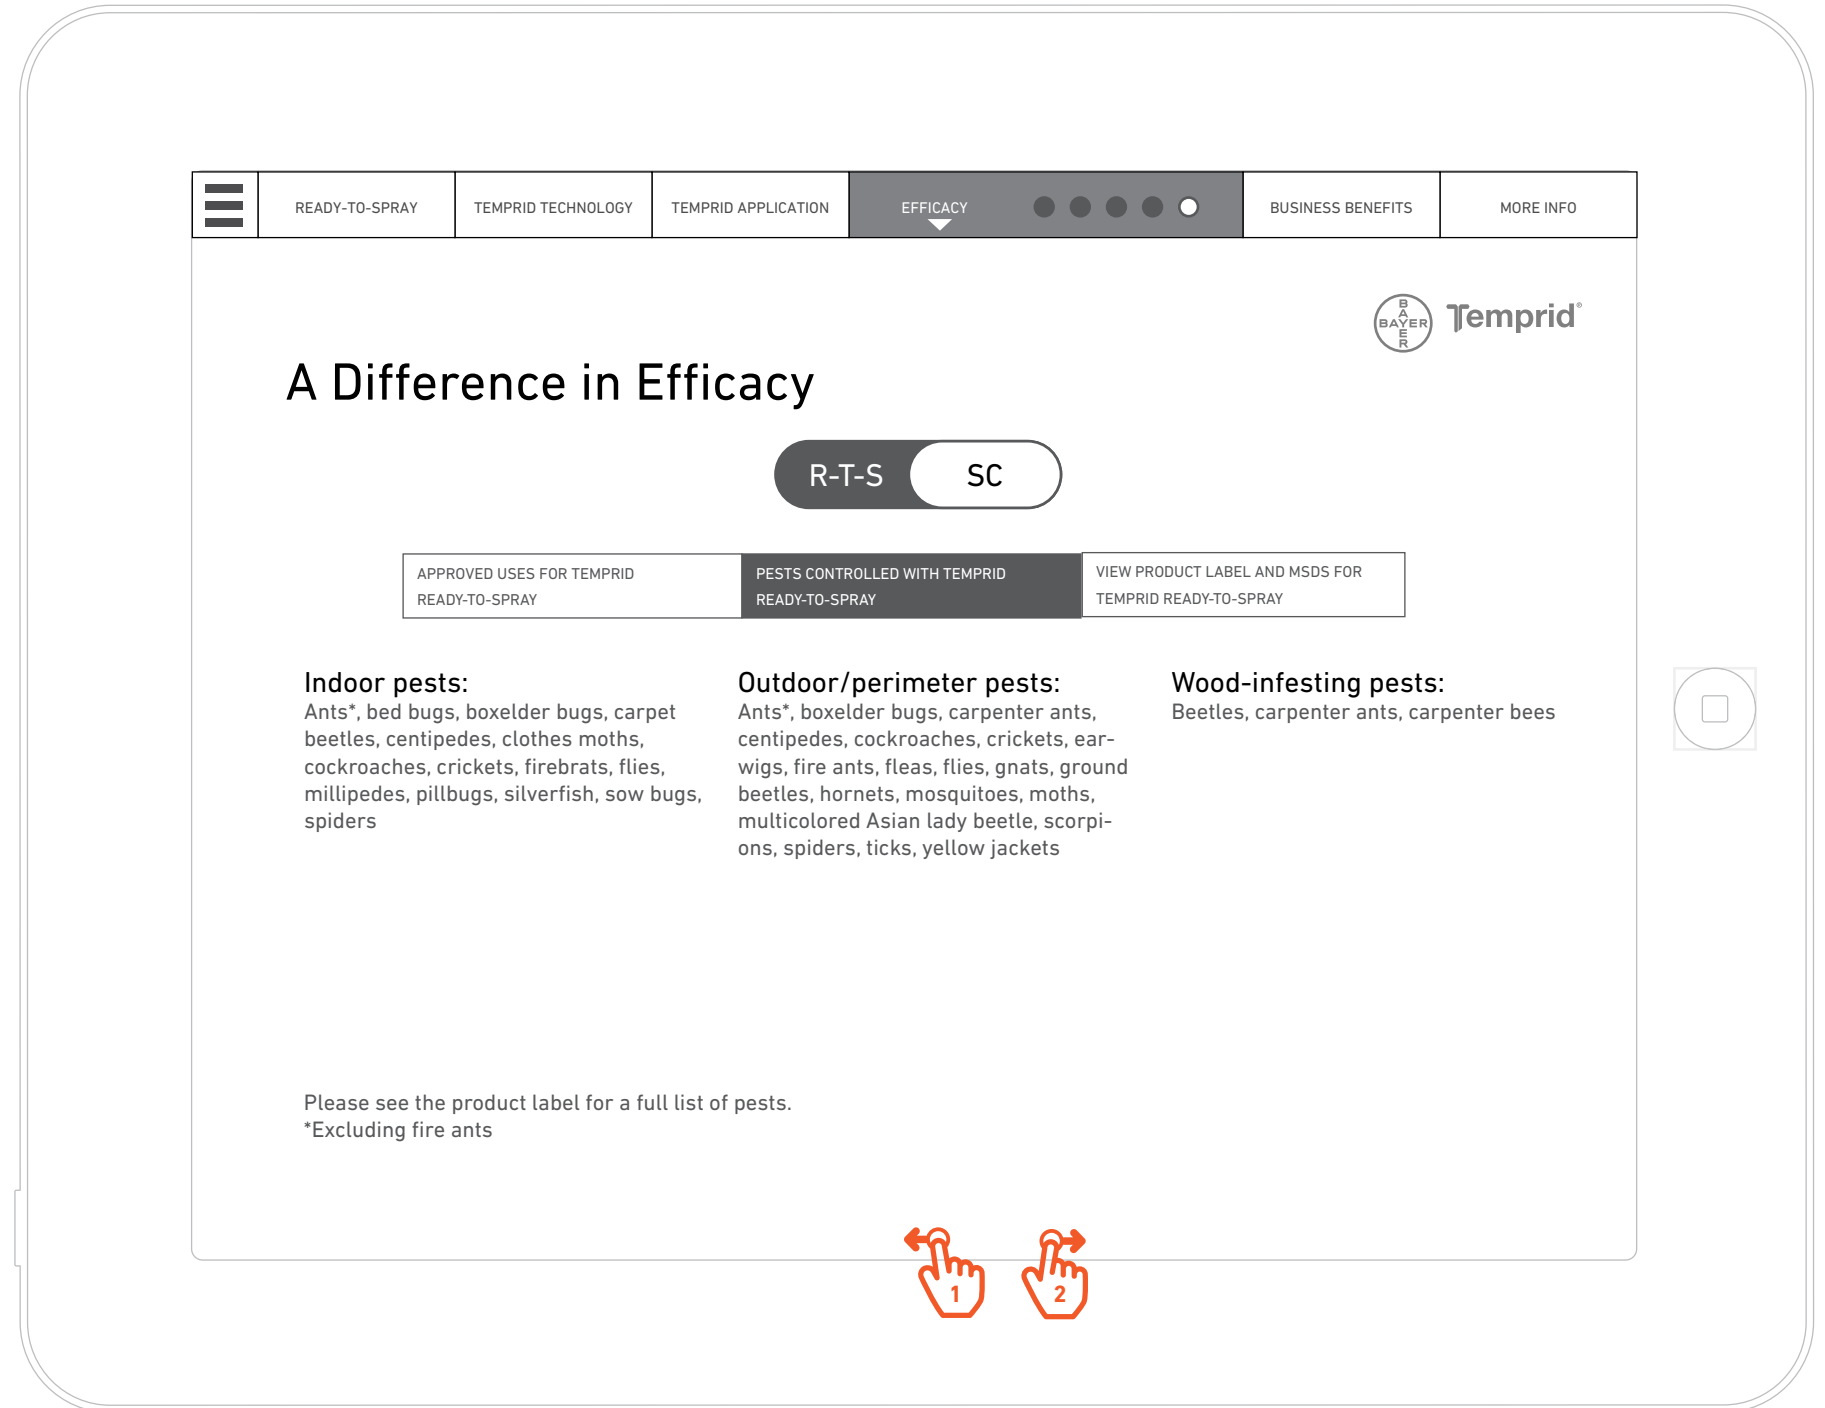 READY-TO-SPRAY
TEMPRID TECHNOLOGY
TEMPRID APPLICATION
EFFICACY
BUSINESS BENEFITS
MORE INFO
BAYER
BAYER
Temprid®
A Difference in Efficacy
R-T-S
SC
APPROVED USES FOR TEMPRID
READY-TO-SPRAY
PESTS CONTROLLED WITH TEMPRID
READY-TO-SPRAY
VIEW PRODUCT LABEL AND MSDS FOR
TEMPRID READY-TO-SPRAY
Indoor pests:
Ants*, bed bugs, boxelder bugs, carpet
beetles, centipedes, clothes moths,
cockroaches, crickets, firebrats, flies,
millipedes, pillbugs, silverfish, sow bugs,
spiders
Outdoor/perimeter pests:
Ants*, boxelder bugs, carpenter ants,
centipedes, cockroaches, crickets, ear-
wigs, fire ants, fleas, flies, gnats, ground
beetles, hornets, mosquitoes, moths,
multicolored Asian lady beetle, scorpi-
ons, spiders, ticks, yellow jackets
Wood-infesting pests:
Beetles, carpenter ants, carpenter bees
Please see the product label for a full list of pests.
*Excluding fire ants
1
2